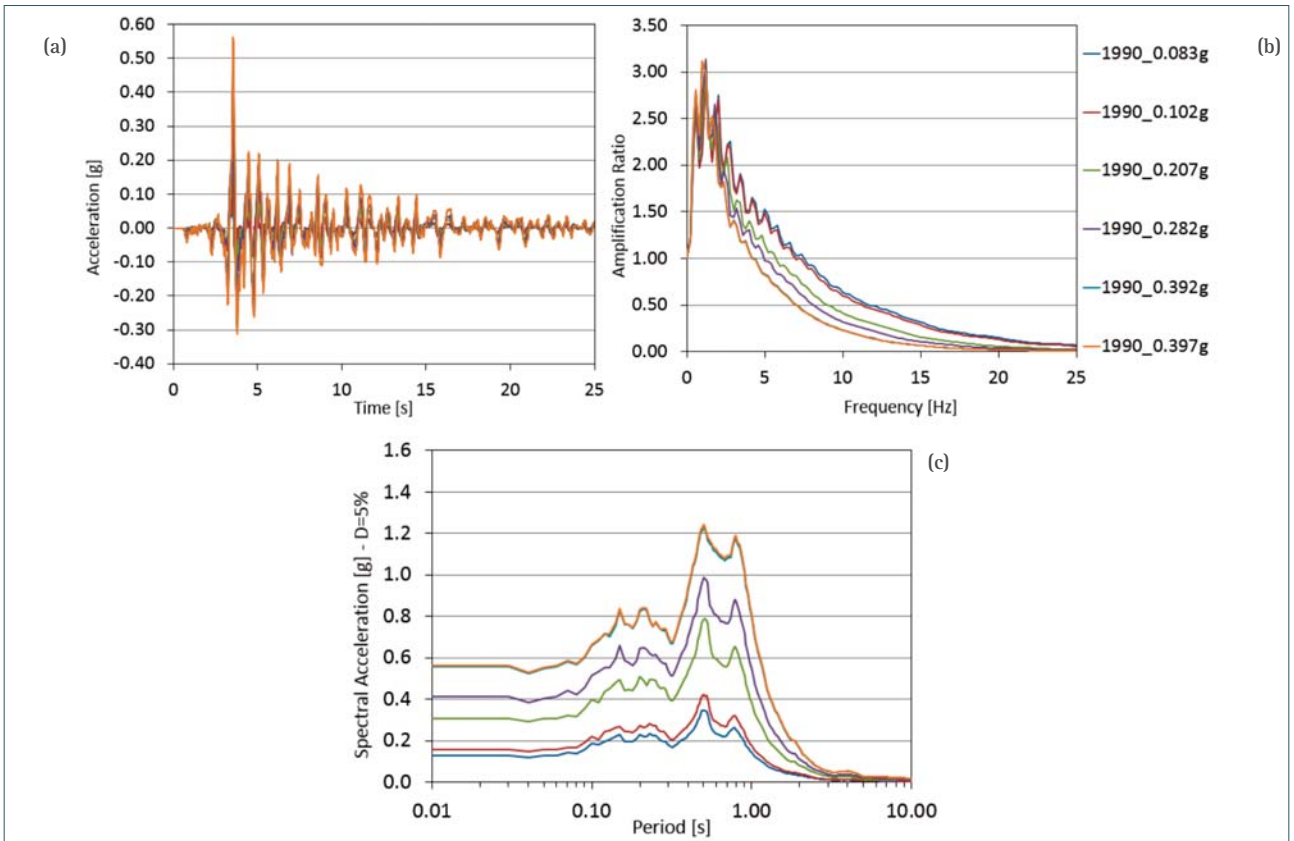 (a)
0.60
0.50
0.40
0.30
0.20
0.10
0.00
-0.10
-0.20
-0.30
-0.40
Acceleration [g]
0 5 10 15 20 25
Time [s]
(b)
3.50
3.00
2.50
2.00
1.50
1.00
0.50
0.00
Amplification Ratio
0 5 10 15 20 25
Frequency [Hz]
1990_0.083g
1990_0.102g
1990_0.207g
1990_0.282g
1990_0.392g
1990_0.397g
(c)
1.6
1.4
1.2
1.0
0.8
0.6
0.4
0.2
0.0
Spectral Acceleration [g] - D=5%
0.01 0.10 1.00 10.00
Period [s]